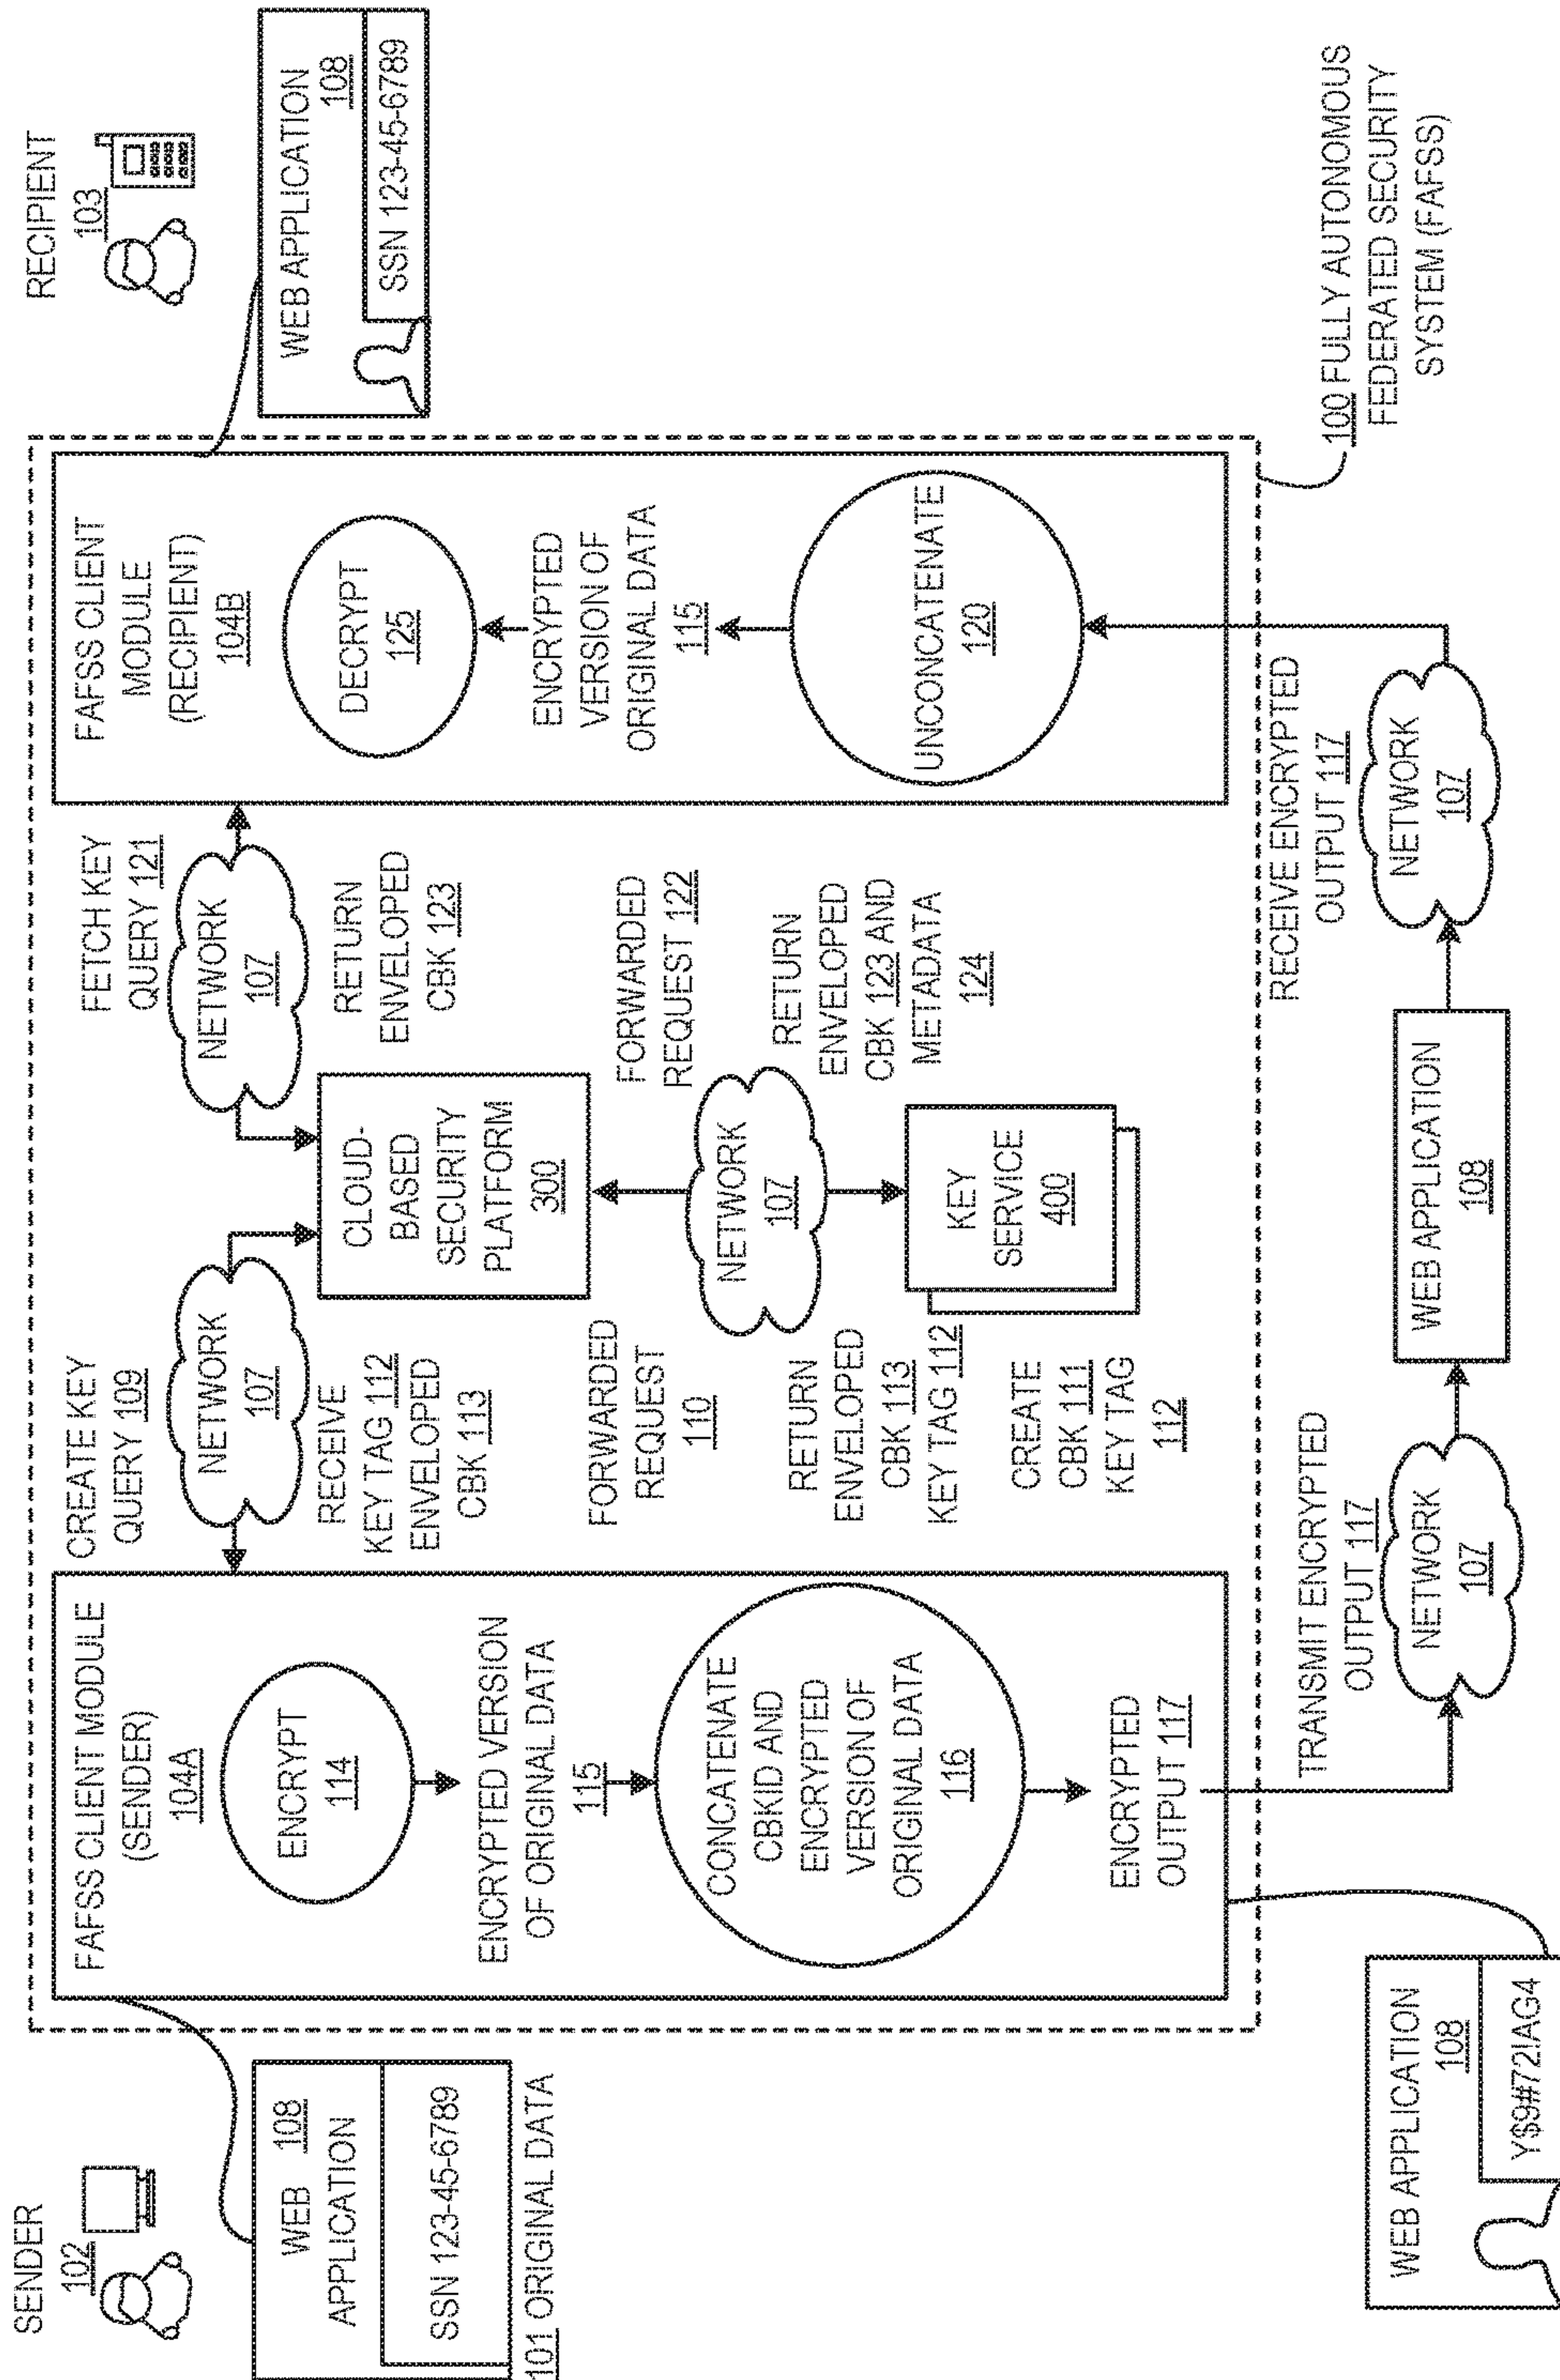 SENDER
102
WEB 108
APPLICATION
SSN 123-45-6789
101 ORIGINAL DATA
FAFSS CLIENT MODULE
(SENDER)
104A
ENCRYPT
114
ENCRYPTED VERSION
OF ORIGINAL DATA
115
CONCATENATE
CBKID AND
ENCRYPTED
VERSION OF
ORIGINAL DATA
116
ENCRYPTED
OUTPUT 117
WEB APPLICATION
108
Y$9#72!AG4
CREATE KEY
QUERY 109
NETWORK
107
RECEIVE
KEY TAG 112
ENVELOPED
CBK 113
CLOUD-
BASED
SECURITY
PLATFORM
300
FORWARDED
REQUEST
110
NETWORK
107
RETURN
ENVELOPED
CBK 113
KEY TAG 112
CREATE
CBK 111
KEY TAG
112
KEY
SERVICE
400
FETCH KEY
QUERY 121
NETWORK
107
RETURN
ENVELOPED
CBK 123
FORWARDED
REQUEST 122
RETURN
ENVELOPED
CBK 123 AND
METADATA
124
FAFSS CLIENT
MODULE
(RECIPIENT)
104B
DECRYPT
125
ENCRYPTED
VERSION OF
ORIGINAL DATA
115
UNCONCATENATE
120
RECIPIENT
103
WEB APPLICATION
108
SSN 123-45-6789
TRANSMIT ENCRYPTED
OUTPUT 117
NETWORK
107
WEB APPLICATION
108
RECEIVE ENCRYPTED
OUTPUT 117
NETWORK
107
100 FULLY AUTONOMOUS
FEDERATED SECURITY
SYSTEM (FAFSS)